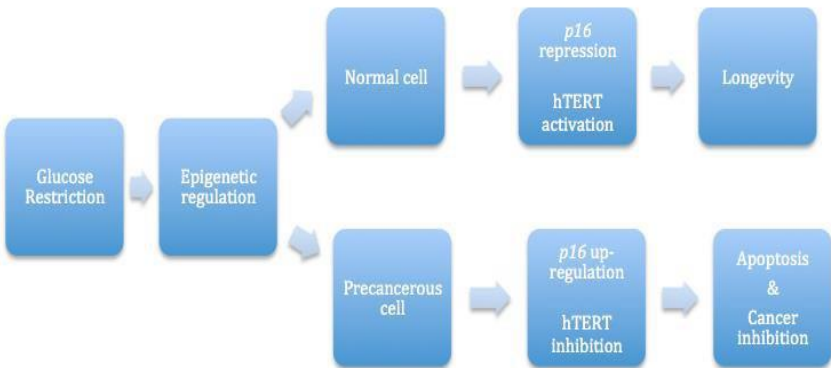 Glucose
Restriction
Epigenetic
regulation
Normal cell
p16
repression
hTERT
activation
Longevity
Precancerous
cell
p16 up-
regulation
hTERT
inhibition
Apoptosis
&
Cancer
inhibition